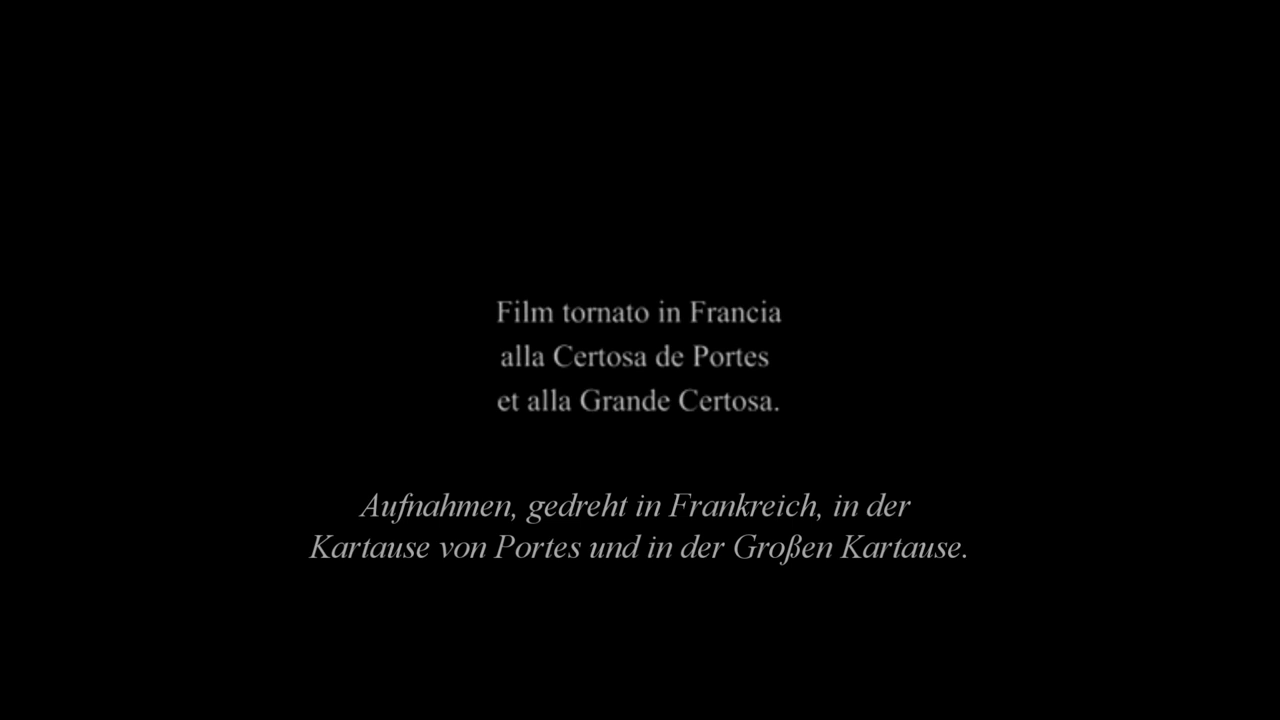 Film tornato in Francia
alla Certosa de Portes
et alla Grande Certosa.
Aufnahmen, gedreht in Frankreich, in der
Kartause von Portes und in der Großen Kartause.